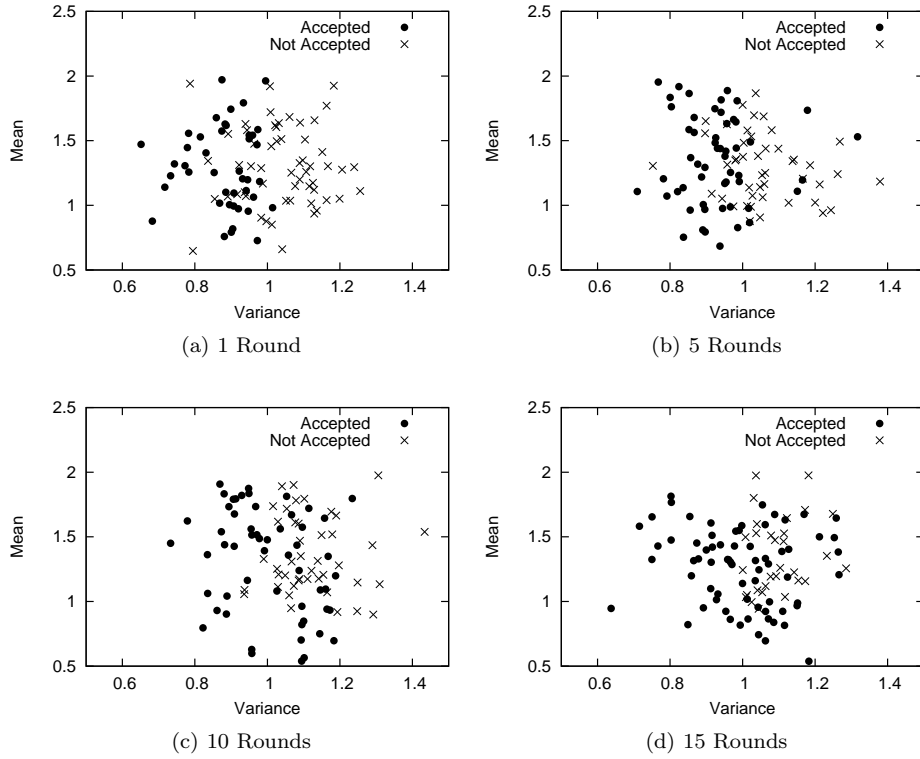 2.5
2
1.5
1
0.5
Mean
0.6 0.8 1 1.2 1.4
Variance
Accepted
Not Accepted
(a) 1 Round
2.5
2
1.5
1
0.5
Mean
0.6 0.8 1 1.2 1.4
Variance
Accepted
Not Accepted
(b) 5 Rounds
2.5
2
1.5
1
0.5
Mean
0.6 0.8 1 1.2 1.4
Variance
Accepted
Not Accepted
(c) 10 Rounds
2.5
2
1.5
1
0.5
Mean
0.6 0.8 1 1.2 1.4
Variance
Accepted
Not Accepted
(d) 15 Rounds